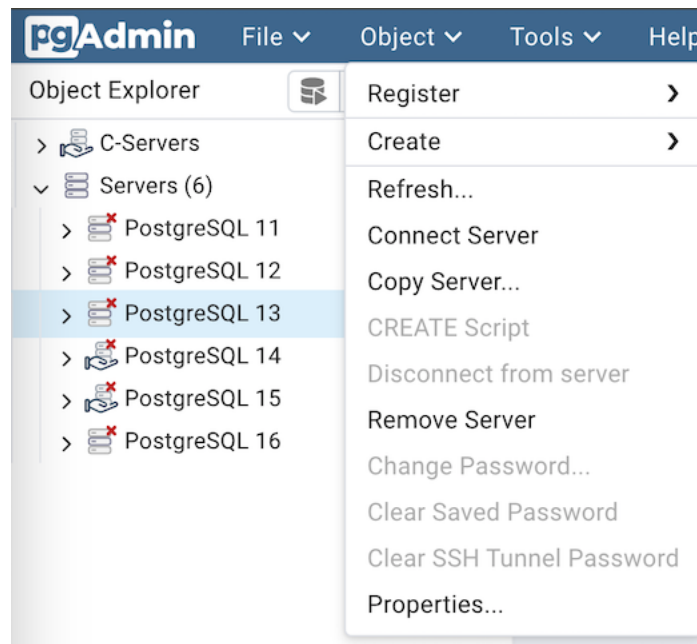 pgAdmin File Object Tools Help
Object Explorer
C-Servers
Servers (6)
PostgreSQL 11
PostgreSQL 12
PostgreSQL 13
PostgreSQL 14
PostgreSQL 15
PostgreSQL 16
Register
Create
Refresh...
Connect Server
Copy Server...
CREATE Script
Disconnect from server
Remove Server
Change Password...
Clear Saved Password
Clear SSH Tunnel Password
Properties...